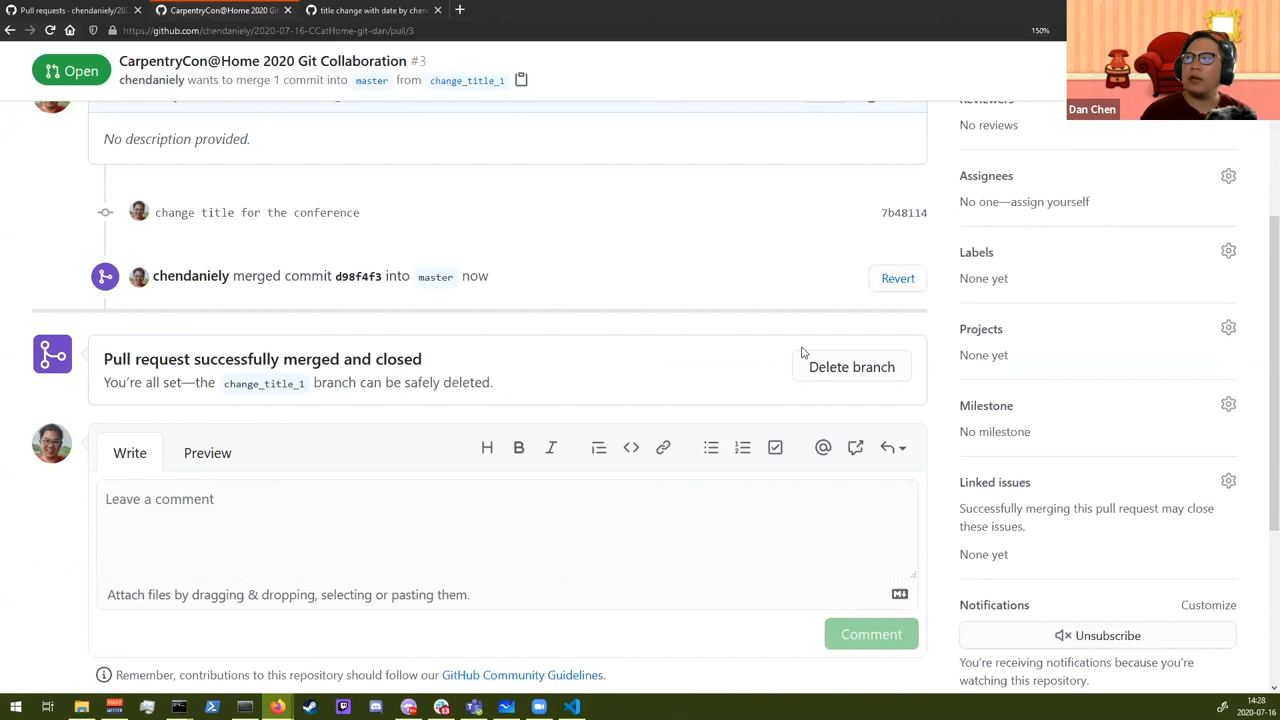 Pull requests · chendaniely/202
CarpentryCon@Home 2020 Git
title change with date by chen
https://github.com/chendaniely/2020-07-16-CCatHome-git-dan/pull/3
150%
Open
CarpentryCon@Home 2020 Git Collaboration #3
chendaniely wants to merge 1 commit into master from change_title_1
Dan Chen
No description provided.
change title for the conference
7b48114
chendaniely merged commit d98f4f3 into master now
Revert
Pull request successfully merged and closed
You're all set—the change_title_1 branch can be safely deleted.
Delete branch
Write
Preview
Leave a comment
Attach files by dragging & dropping, selecting or pasting them.
Comment
Remember, contributions to this repository should follow our GitHub Community Guidelines.
Reviewers
No reviews
Assignees
No one—assign yourself
Labels
None yet
Projects
None yet
Milestone
No milestone
Linked issues
Successfully merging this pull request may close
these issues.
None yet
Notifications
Customize
Unsubscribe
You're receiving notifications because you're
watching this repository.
14:28
2020-07-16